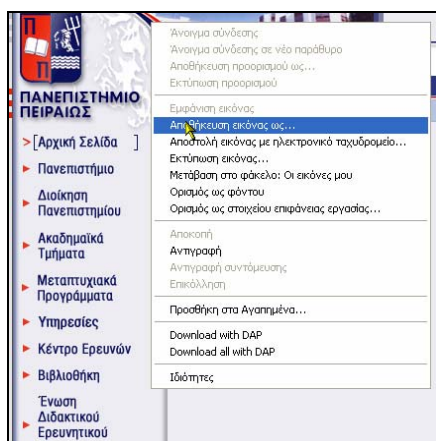 ΠΑΝΕΠΙΣΤΗΜΙΟ
ΠΕΙΡΑΙΩΣ
>[Αρχική Σελίδα ]
Πανεπιστήμιο
Διοίκηση
Πανεπιστημίου
Ακαδημαϊκά
Τμήματα
Μεταπτυχιακά
Προγράμματα
Υπηρεσίες
Κέντρο Ερευνών
Βιβλιοθήκη
Ένωση
Διδακτικού
Ερευνητικού
Άνοιγμα σύνδεσης
Άνοιγμα σύνδεσης σε νέο παράθυρο
Αποθήκευση προορισμού ως...
Εκτύπωση προορισμού
Εμφάνιση εικόνας
Αποθήκευση εικόνας ως...
Αποστολή εικόνας με ηλεκτρονικό ταχυδρομείο...
Εκτύπωση εικόνας...
Μετάβαση στο φάκελο: Οι εικόνες μου
Ορισμός ως φόντου
Ορισμός ως στοιχείου επιφάνειας εργασίας...
Αποκοπή
Αντιγραφή
Αντιγραφή συντόμευσης
Επικόλληση
Προσθήκη στα Αγαπημένα...
Download with DAP
Download all with DAP
Ιδιότητες